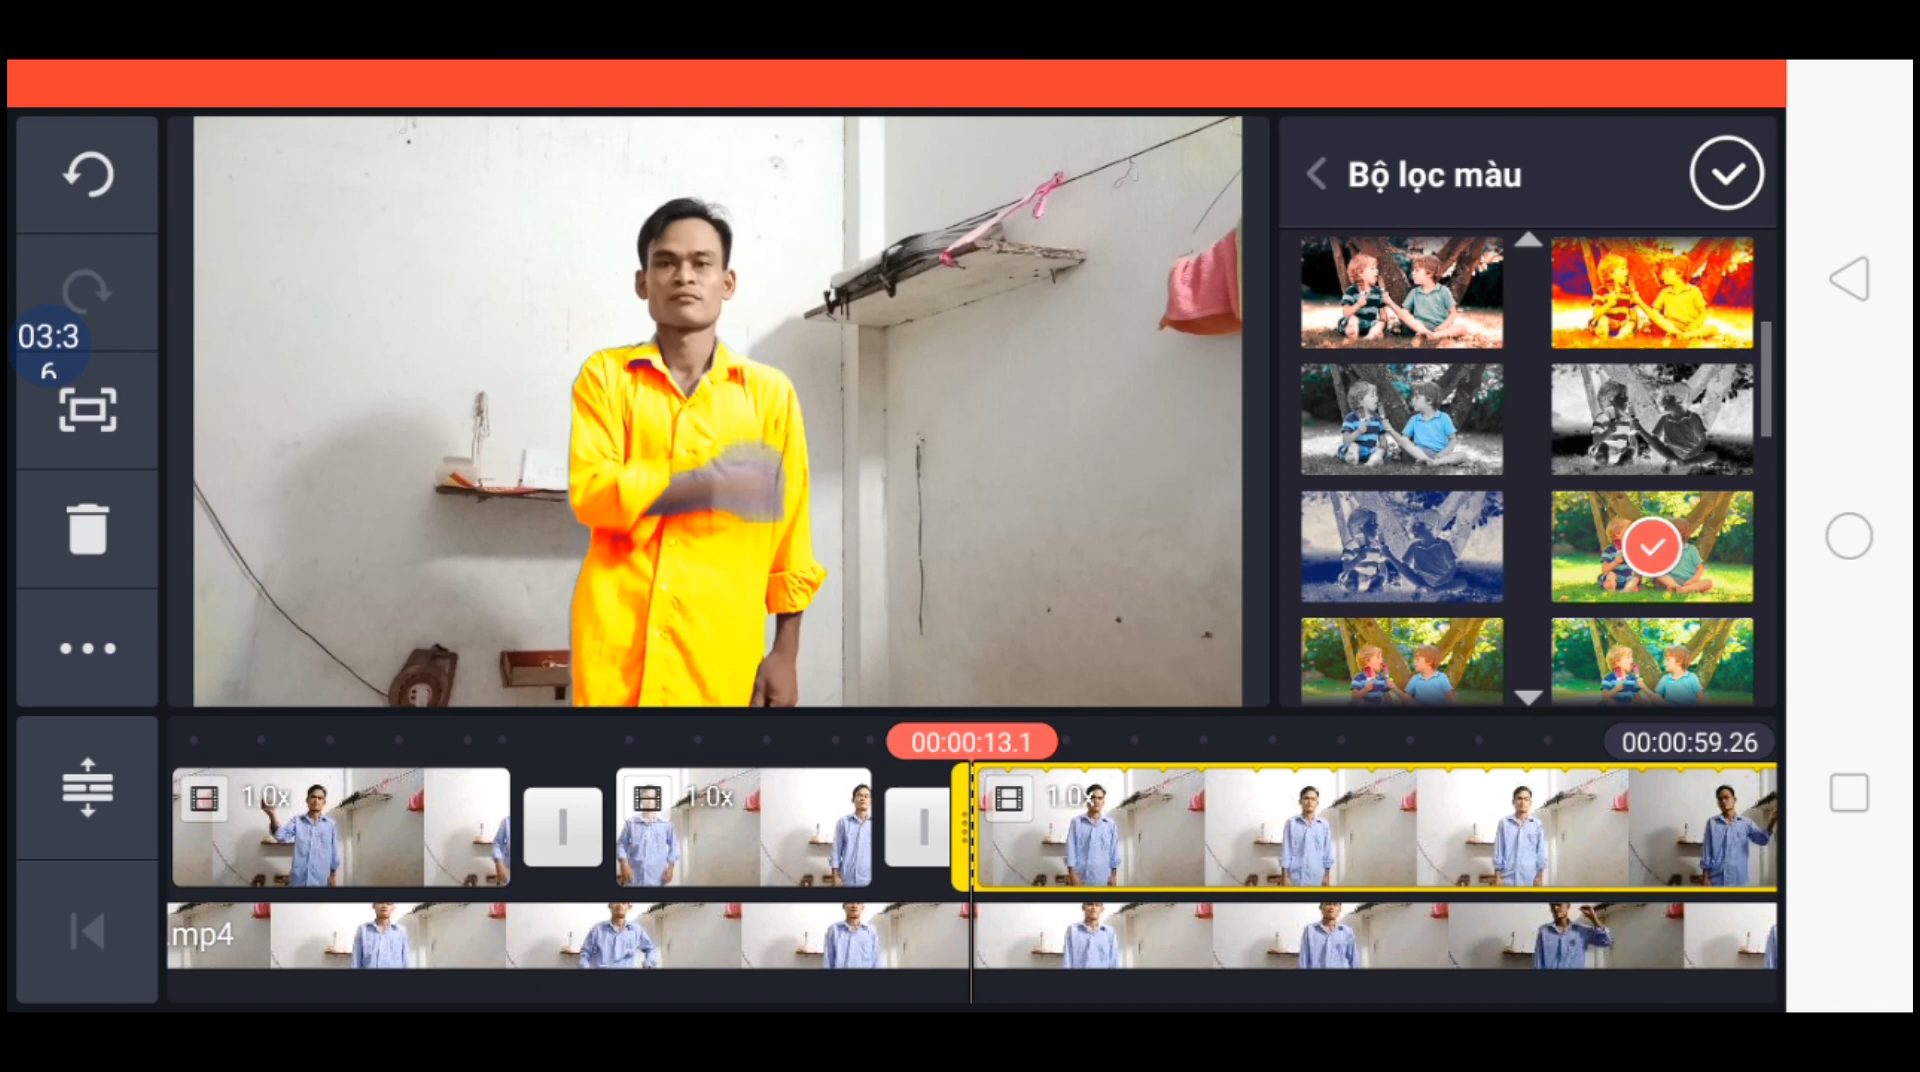 Bộ lọc màu
03:3
6
00:00:13.1
00:00:59.26
1.0x
1.0x
1.0x
.mp4